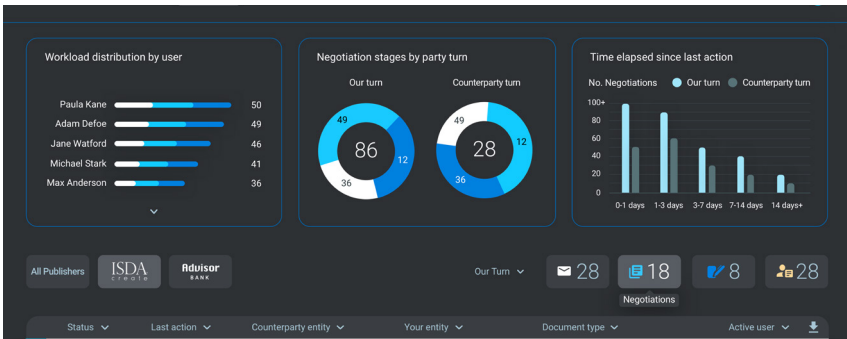 Workload distribution by user
Paula Kane 50
Adam Defoe 49
Jane Watford 46
Michael Stark 41
Max Anderson 36
Negotiation stages by party turn
Our turn Counterparty turn
49 12 36 86
49 12 36 28
Time elapsed since last action
No. Negotiations Our turn Counterparty turn
100+
80
60
40
20
0
0-1 days 1-3 days 3-7 days 7-14 days 14 days+
All Publishers ISDA create Advisor BANK Our Turn 28 18 8 28
Negotiations
Status Last action Counterparty entity Your entity Document type Active user